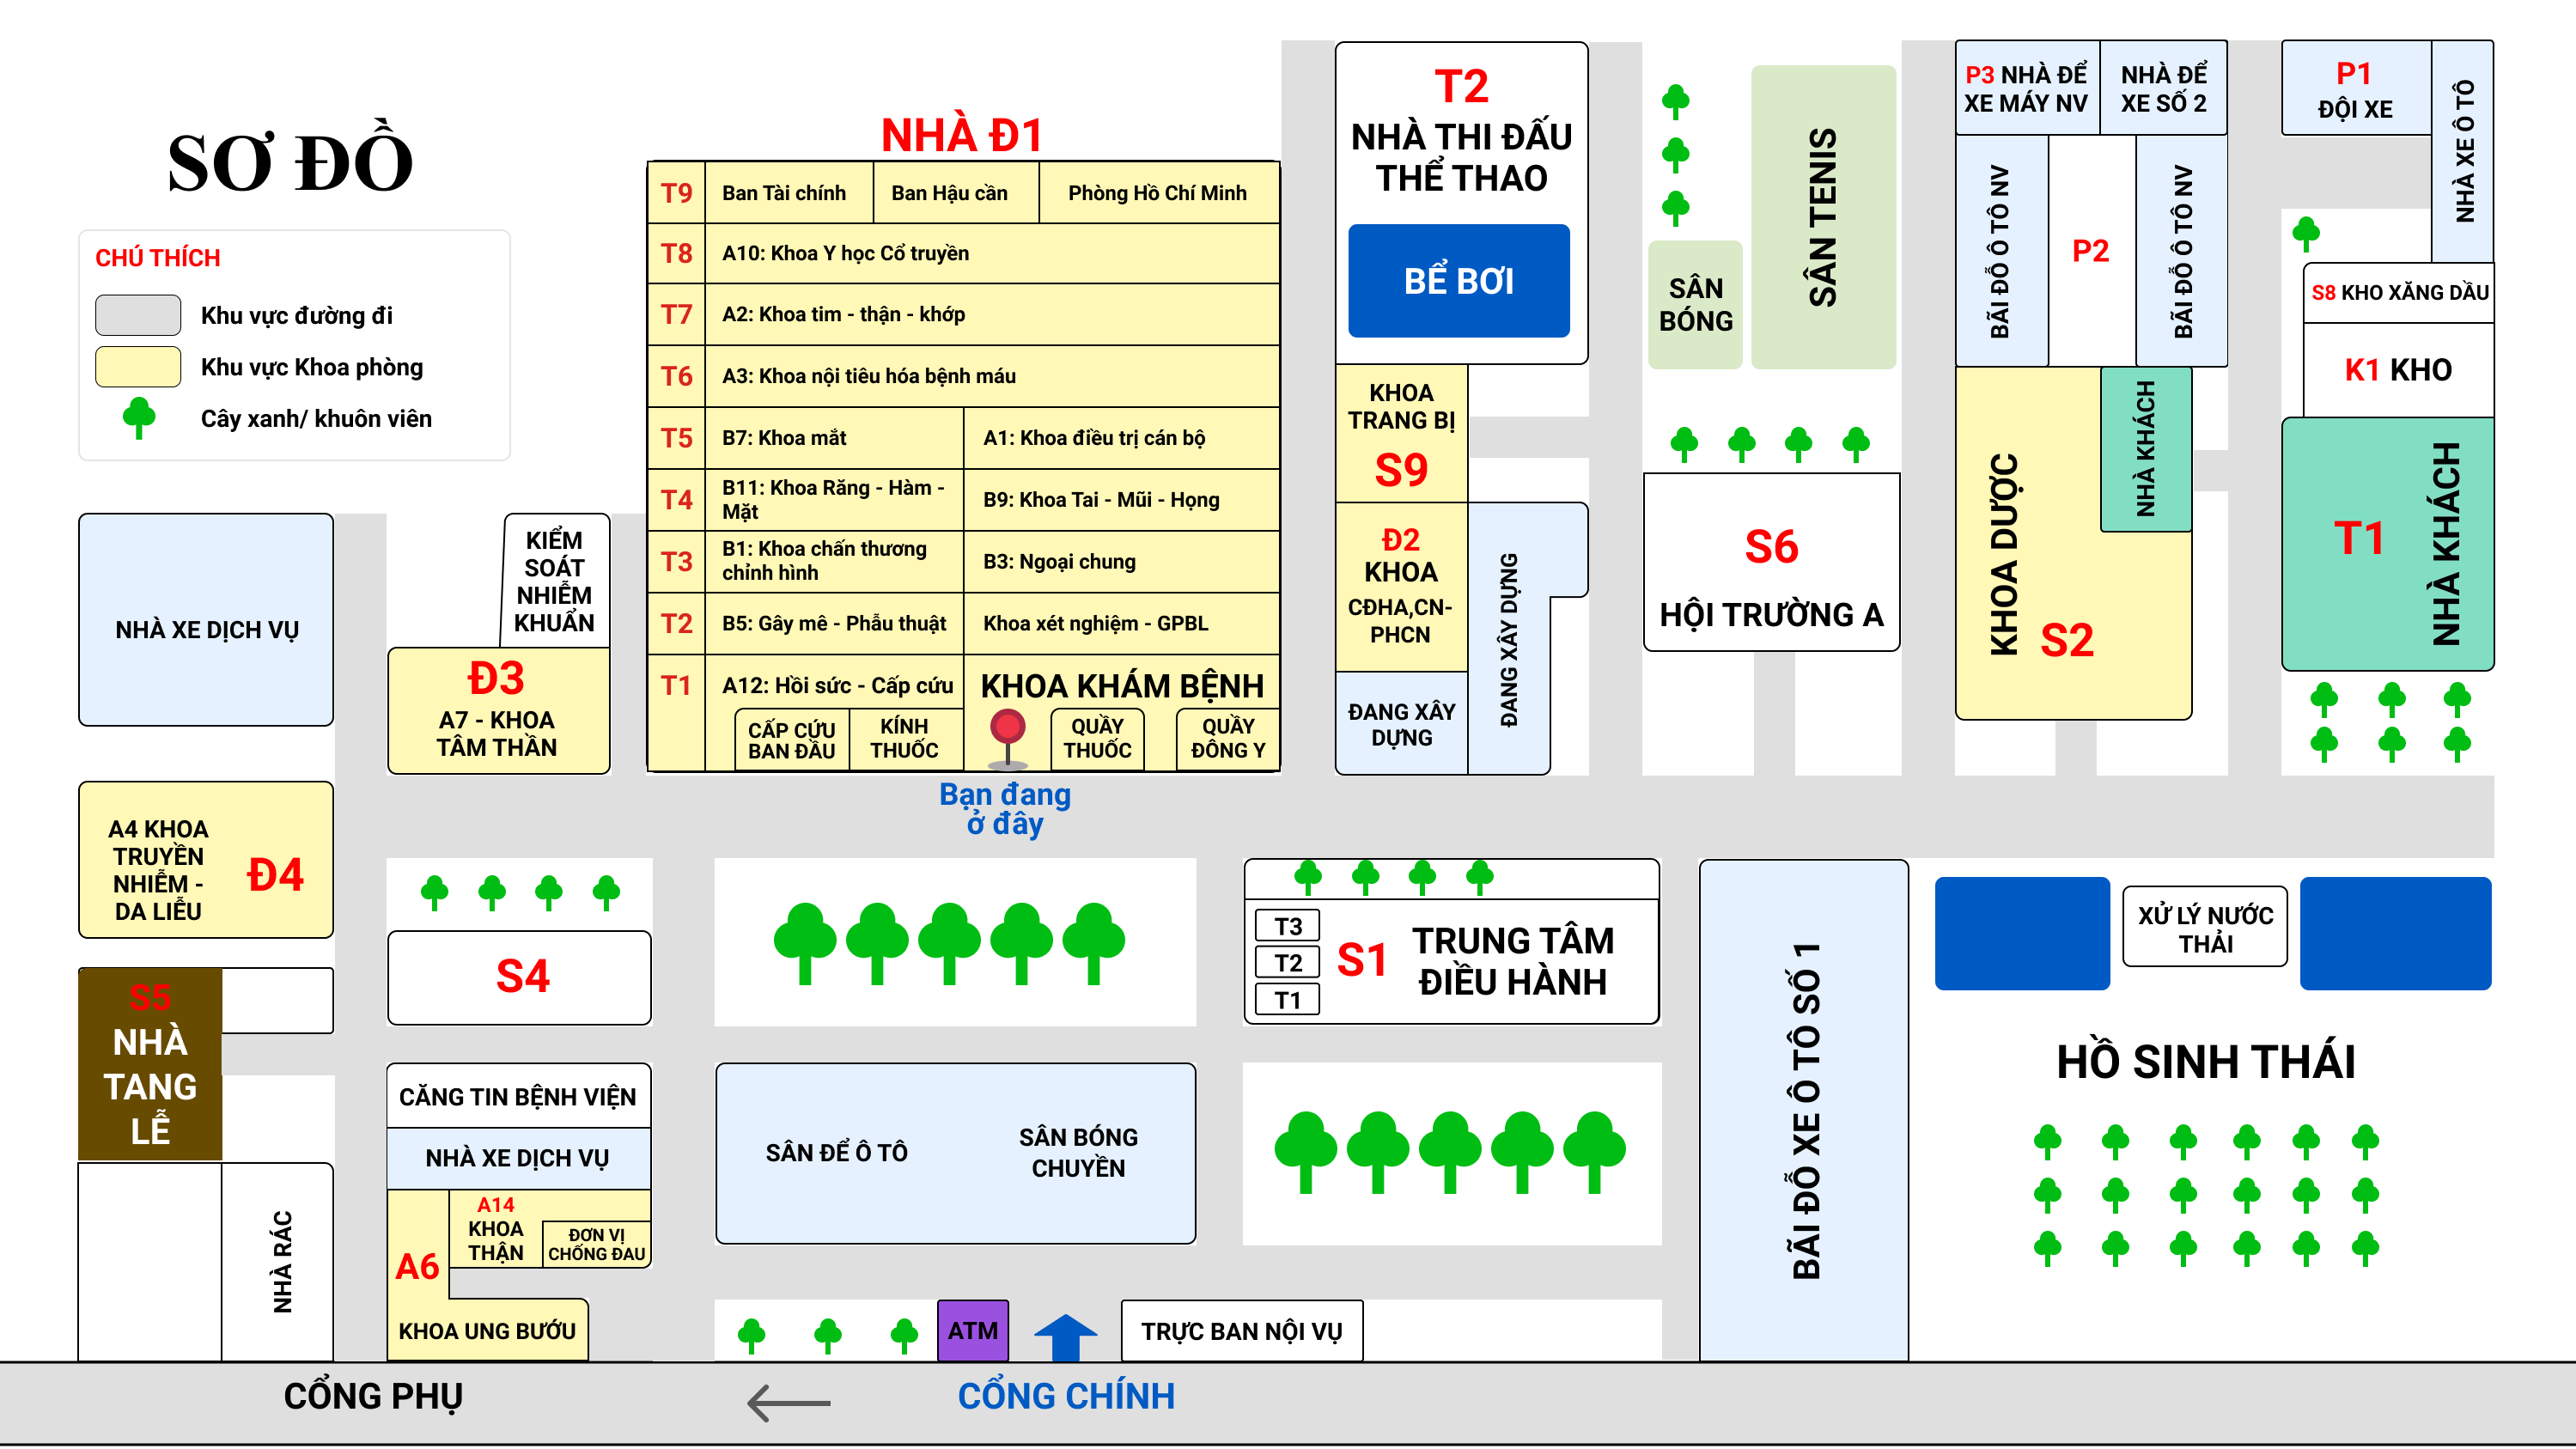 SƠ ĐỒ
CHÚ THÍCH
Khu vực đường đi
Khu vực Khoa phòng
Cây xanh/ khuôn viên
NHÀ Đ1
T9
Ban Tài chính
Ban Hậu cần
Phòng Hồ Chí Minh
T8
A10: Khoa Y học Cổ truyền
T7
A2: Khoa tim - thận - khớp
T6
A3: Khoa nội tiêu hóa bệnh máu
T5
B7: Khoa mắt
A1: Khoa điều trị cán bộ
T4
B11: Khoa Răng - Hàm -
Mặt
B9: Khoa Tai - Mũi - Họng
T3
B1: Khoa chấn thương
chỉnh hình
B3: Ngoại chung
T2
B5: Gây mê - Phẫu thuật
Khoa xét nghiệm - GPBL
T1
A12: Hồi sức - Cấp cứu
KHOA KHÁM BỆNH
CẤP CỨU
BAN ĐẦU
KÍNH
THUỐC
QUẦY
THUỐC
QUẦY
ĐÔNG Y
Bạn đang
ở đây
T2
NHÀ THI ĐẤU
THỂ THAO
BỂ BƠI
KHOA
TRANG BỊ
S9
Đ2
KHOA
CĐHA,CN-
PHCN
ĐANG XÂY
DỰNG
ĐANG XÂY DỰNG
SÂN
BÓNG
SÂN TENIS
S6
HỘI TRƯỜNG A
P3 NHÀ ĐỂ
XE MÁY NV
NHÀ ĐỂ
XE SỐ 2
BÃI ĐỖ Ô TÔ NV
P2
BÃI ĐỖ Ô TÔ NV
KHOA DƯỢC
S2
NHÀ KHÁCH
P1
ĐỘI XE
NHÀ XE Ô TÔ
S8 KHO XĂNG DẦU
K1 KHO
T1
NHÀ KHÁCH
NHÀ XE DỊCH VỤ
KIỂM
SOÁT
NHIỄM
KHUẨN
Đ3
A7 - KHOA
TÂM THẦN
A4 KHOA
TRUYỀN
NHIỄM -
DA LIỄU
Đ4
S5
NHÀ
TANG
LỄ
NHÀ RÁC
S4
CĂNG TIN BỆNH VIỆN
NHÀ XE DỊCH VỤ
A6
A14
KHOA
THẬN
ĐƠN VỊ
CHỐNG ĐAU
KHOA UNG BƯỚU
SÂN ĐỂ Ô TÔ
SÂN BÓNG
CHUYỀN
T3
T2
T1
S1
TRUNG TÂM
ĐIỀU HÀNH
BÃI ĐỖ XE Ô TÔ SỐ 1
XỬ LÝ NƯỚC
THẢI
HỒ SINH THÁI
ATM
TRỰC BAN NỘI VỤ
CỔNG PHỤ
CỔNG CHÍNH